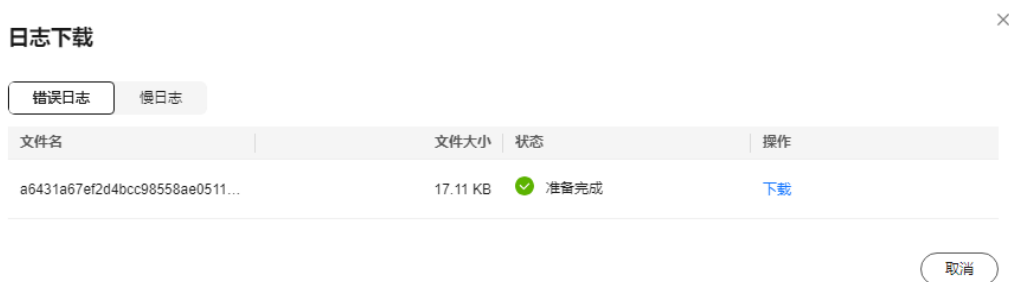 日志下载
错误日志 慢日志
文件名 文件大小 状态 操作
a6431a67ef2d4bcc98558ae0511... 17.11 KB 准备完成 下载
取消